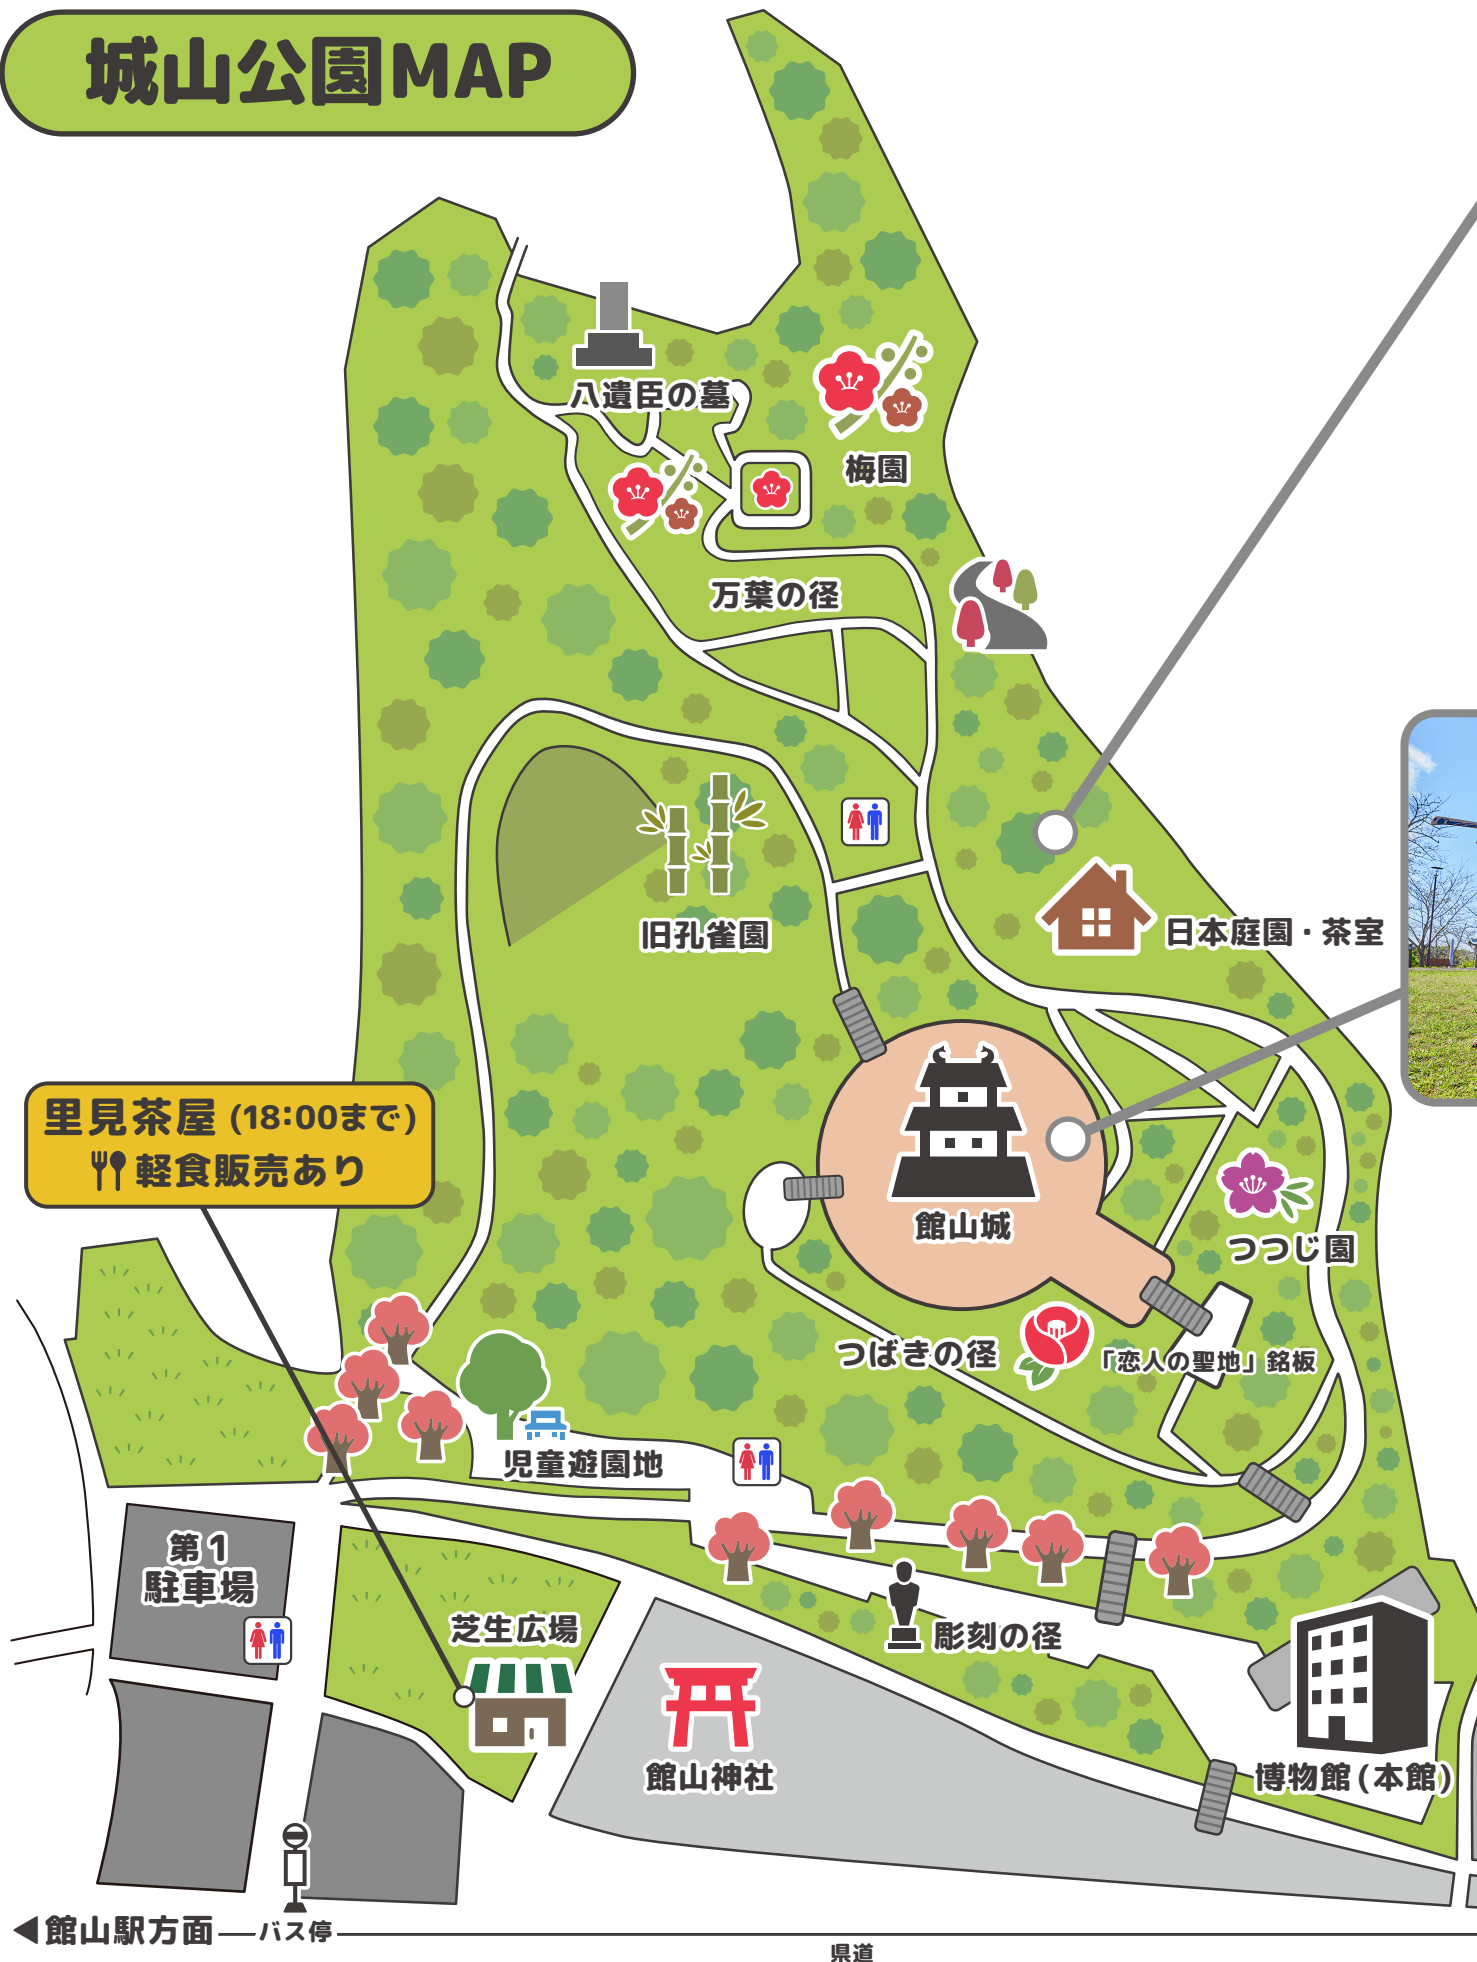 城山公園MAP
八遺臣の墓
梅園
万葉の径
旧孔雀園
日本庭園・茶室
里見茶屋(18:00まで)
軽食販売あり
館山城
つつじ園
つばきの径
「恋人の聖地」銘板
児童遊園地
第1
駐車場
芝生広場
彫刻の径
館山神社
博物館(本館)
◀館山駅方面
バス停
県道